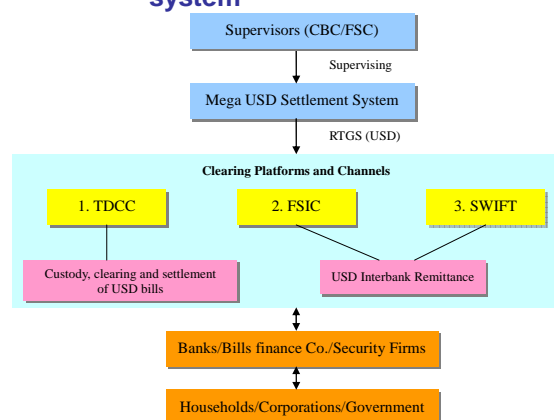 system
Supervisors (CBC/FSC)
Supervising
Mega USD Settlement System
RTGS (USD)
Clearing Platforms and Channels
1. TDCC
2. FSIC
3. SWIFT
Custody, clearing and settlement
of USD bills
USD Interbank Remittance
Banks/Bills finance Co./Security Firms
Households/Corporations/Government